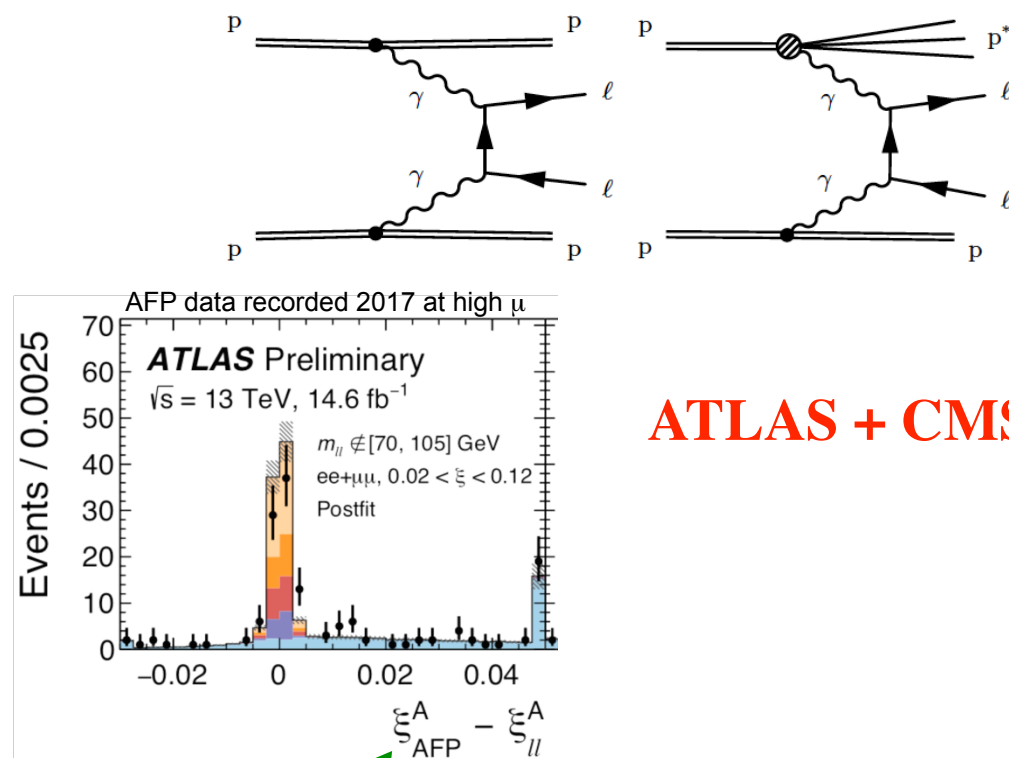 p p p p*
γ ℓ γ ℓ
γ ℓ γ ℓ
p p p p
AFP data recorded 2017 at high μ
Events / 0.0025
70
60
50
40
30
20
10
0
ATLAS Preliminary
√s = 13 TeV, 14.6 fb⁻¹
m_ll ∉ [70, 105] GeV
ee+μμ, 0.02 < ξ < 0.12
Postfit
−0.02 0 0.02 0.04
ξ^A_AFP − ξ^A_ll
ATLAS + CMS